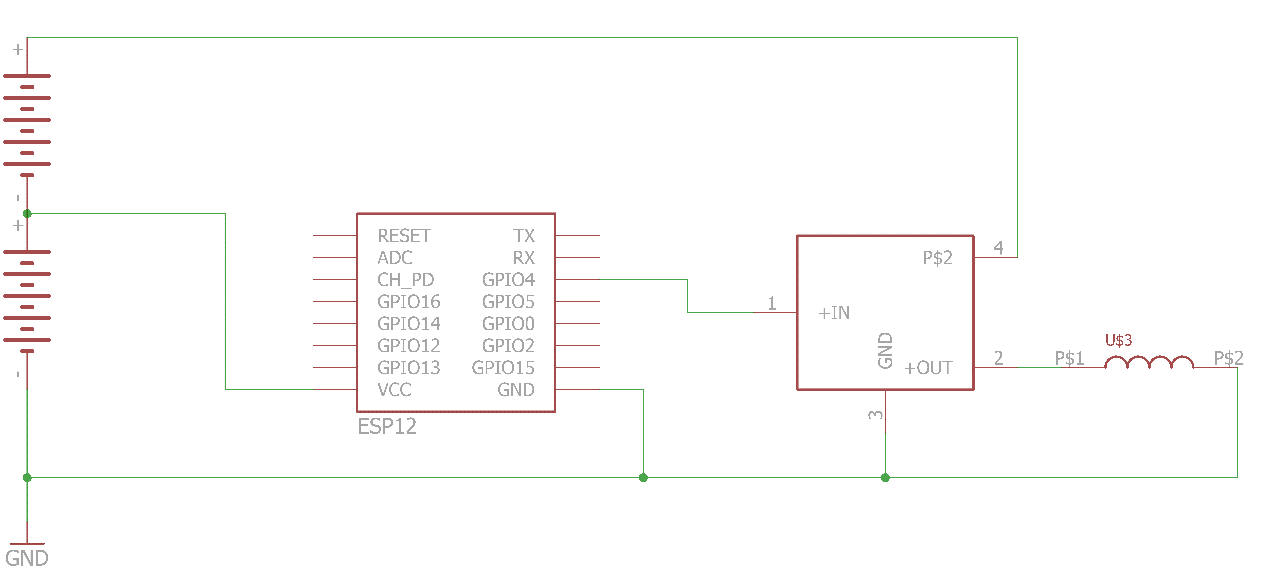 +
-
+
-
GND
RESET
ADC
CH_PD
GPIO16
GPIO14
GPIO12
GPIO13
VCC
TX
RX
GPIO4
GPIO5
GPIO0
GPIO2
GPIO15
GND
ESP12
1
+IN
P$2
4
GND
+OUT
2
3
U$3
P$1
P$2